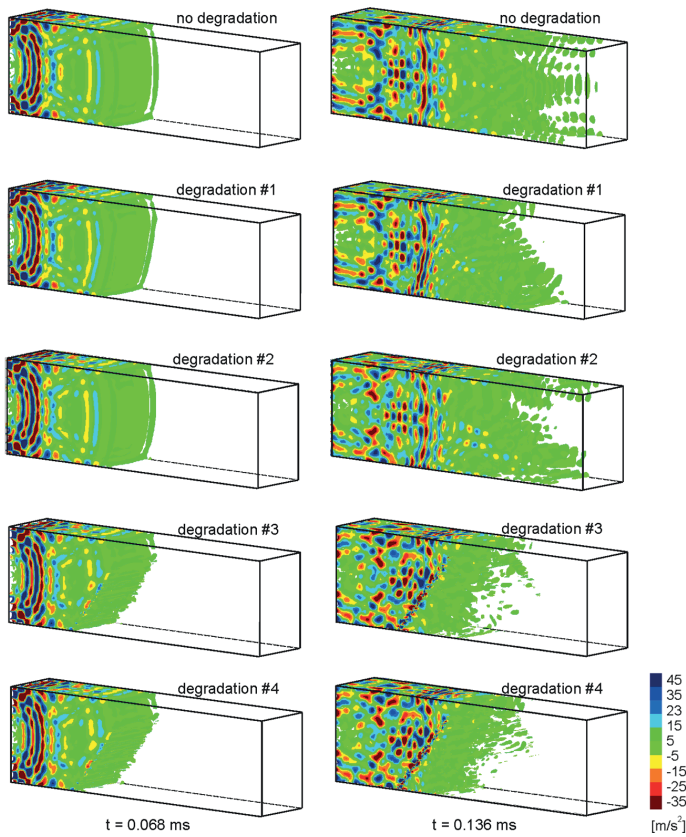 no degradation
no degradation
degradation #1
degradation #1
degradation #2
degradation #2
degradation #3
degradation #3
degradation #4
degradation #4
45
35
23
15
5
-5
-15
-25
-35
[m/s²]
t = 0.068 ms
t = 0.136 ms